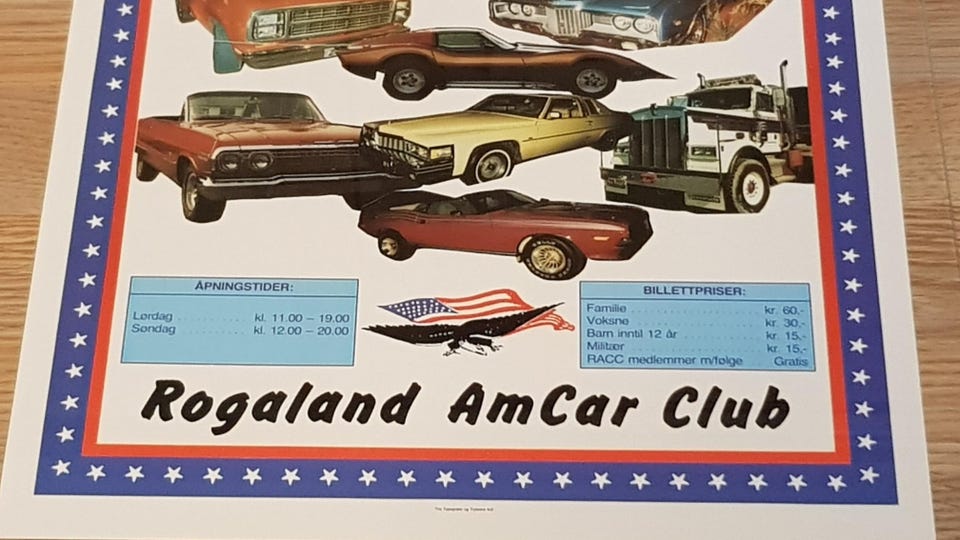 ÅPNINGSTIDER:
Lørdag ........ kl. 11.00 – 19.00
Søndag ........ kl. 12.00 – 20.00
BILLETTPRISER:
Familie ........ kr. 60,-
Voksne ........ kr. 30,-
Barn inntil 12 år ........ kr. 15,-
Militær ........ kr. 15,-
RACC medlemmer m/følge ... Gratis
Rogaland AmCar Club